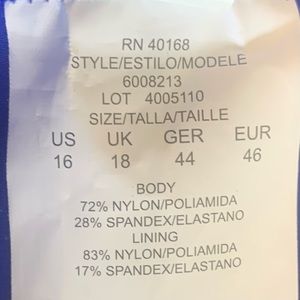 RN 40168
STYLE/ESTILO/MODELE
6008213
LOT 4005110
SIZE/TALLA/TAILLE
US UK GER EUR
16 18 44 46
BODY
72% NYLON/POLIAMIDA
28% SPANDEX/ELASTANO
LINING
83% NYLON/POLIAMIDA
17% SPANDEX/ELASTANO